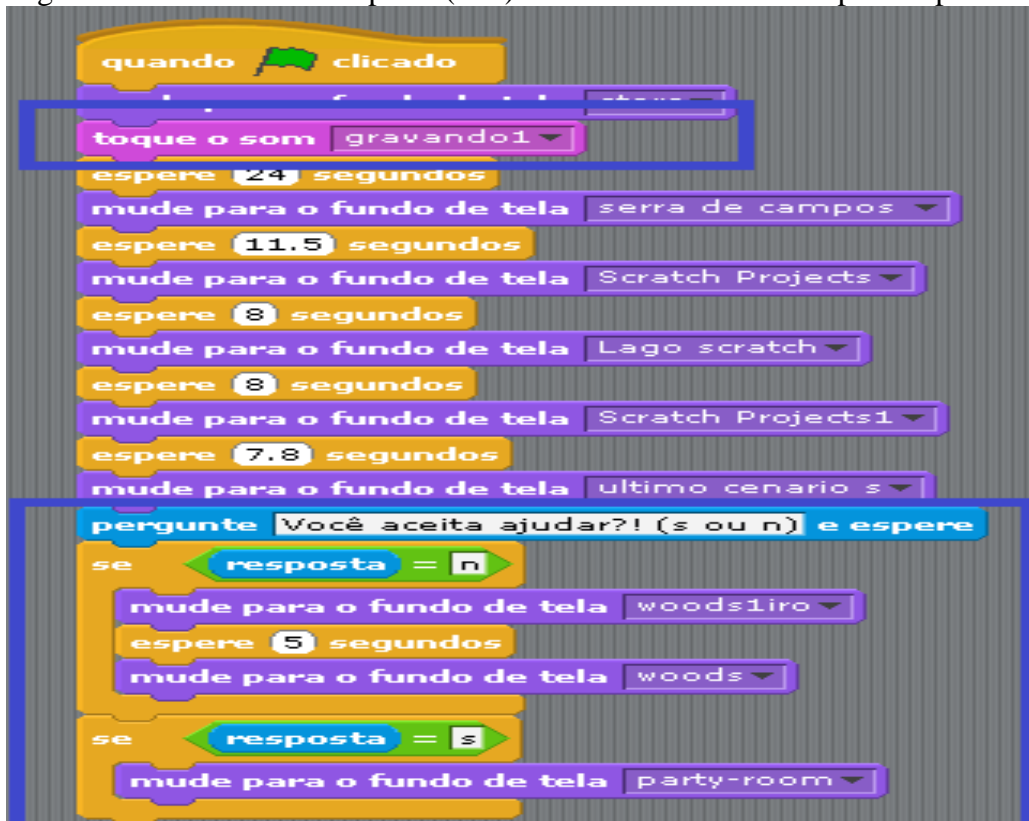 quando clicado
toque o som gravando1
espere 24 segundos
mude para o fundo de tela serra de campos
espere 11.5 segundos
mude para o fundo de tela Scratch Projects
espere 8 segundos
mude para o fundo de tela Lago scratch
espere 8 segundos
mude para o fundo de tela Scratch Projects1
espere 7.8 segundos
mude para o fundo de tela ultimo cenario s
pergunte Você aceita ajudar?! (s ou n) e espere
se resposta = n
mude para o fundo de tela woods1iro
espere 5 segundos
mude para o fundo de tela woods
se resposta = s
mude para o fundo de tela party-room